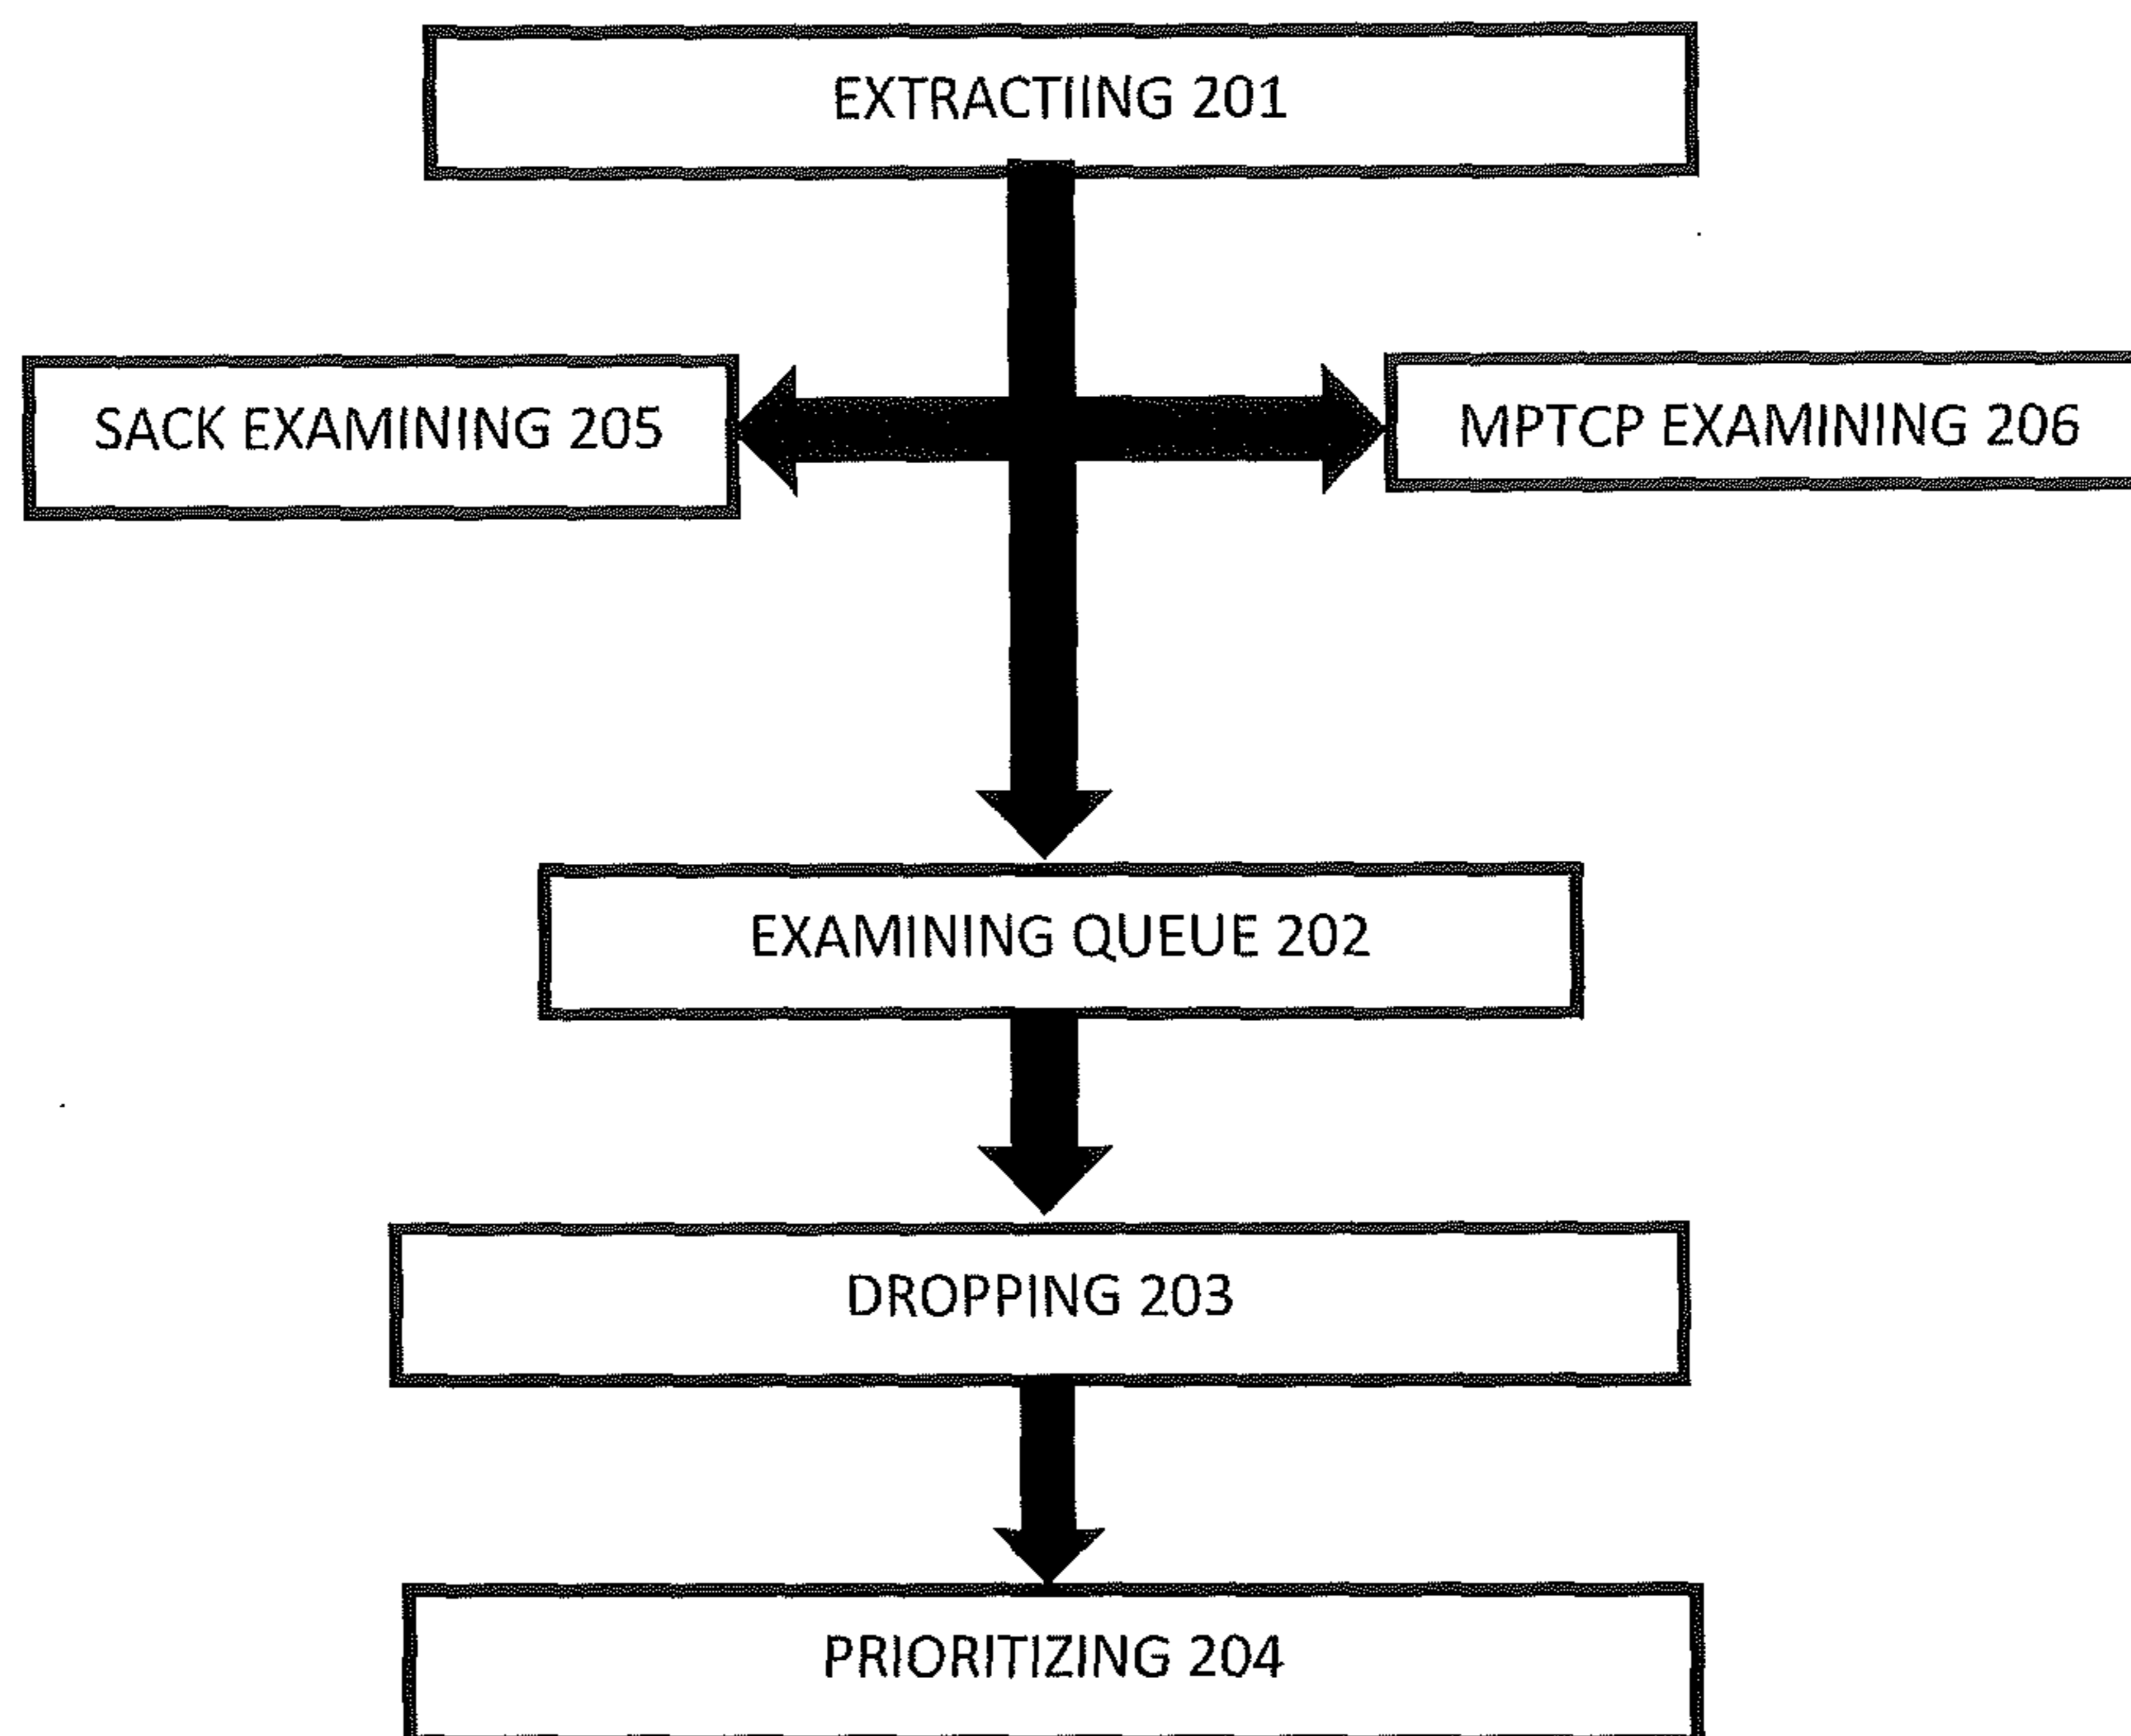 EXTRACTIING 201
SACK EXAMINING 205
MPTCP EXAMINING 206
EXAMINING QUEUE 202
DROPPING 203
PRIORITIZING 204